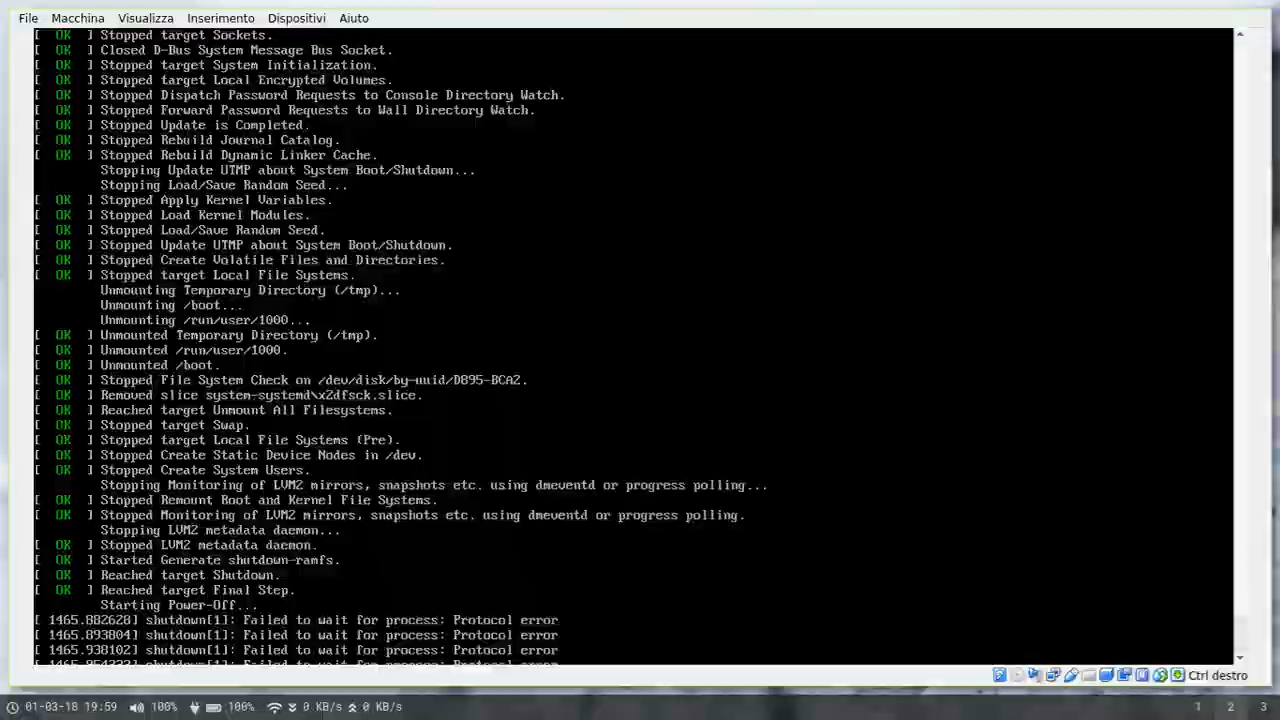 File Macchina Visualizza Inserimento Dispositivi Aiuto
[ OK ] Stopped target Sockets.
[ OK ] Closed D-Bus System Message Bus Socket.
[ OK ] Stopped target System Initialization.
[ OK ] Stopped target Local Encrypted Volumes.
[ OK ] Stopped Dispatch Password Requests to Console Directory Watch.
[ OK ] Stopped Forward Password Requests to Wall Directory Watch.
[ OK ] Stopped Update is Completed.
[ OK ] Stopped Rebuild Journal Catalog.
[ OK ] Stopped Rebuild Dynamic Linker Cache.
Stopping Update UTMP about System Boot/Shutdown...
Stopping Load/Save Random Seed...
[ OK ] Stopped Apply Kernel Variables.
[ OK ] Stopped Load Kernel Modules.
[ OK ] Stopped Load/Save Random Seed.
[ OK ] Stopped Update UTMP about System Boot/Shutdown.
[ OK ] Stopped Create Volatile Files and Directories.
[ OK ] Stopped target Local File Systems.
Unmounting Temporary Directory (/tmp)...
Unmounting /boot...
Unmounting /run/user/1000...
[ OK ] Unmounted Temporary Directory (/tmp).
[ OK ] Unmounted /run/user/1000.
[ OK ] Unmounted /boot.
[ OK ] Stopped File System Check on /dev/disk/by-uuid/D895-BCA2.
[ OK ] Removed slice system-systemd\x2dfsck.slice.
[ OK ] Reached target Unmount All Filesystems.
[ OK ] Stopped target Swap.
[ OK ] Stopped target Local File Systems (Pre).
[ OK ] Stopped Create Static Device Nodes in /dev.
[ OK ] Stopped Create System Users.
Stopping Monitoring of LVM2 mirrors, snapshots etc. using dmeventd or progress polling...
[ OK ] Stopped Remount Root and Kernel File Systems.
[ OK ] Stopped Monitoring of LVM2 mirrors, snapshots etc. using dmeventd or progress polling.
Stopping LVM2 metadata daemon...
[ OK ] Stopped LVM2 metadata daemon.
[ OK ] Started Generate shutdown-ramfs.
[ OK ] Reached target Shutdown.
[ OK ] Reached target Final Step.
Starting Power-Off...
[ 1465.882628] shutdown[1]: Failed to wait for process: Protocol error
[ 1465.893804] shutdown[1]: Failed to wait for process: Protocol error
[ 1465.938102] shutdown[1]: Failed to wait for process: Protocol error
shutdown[1]: Failed to wait for process: Protocol error
Ctrl destro
01-03-18 19:59 100% 100% 0 KB/s 0 KB/s 1 2 3